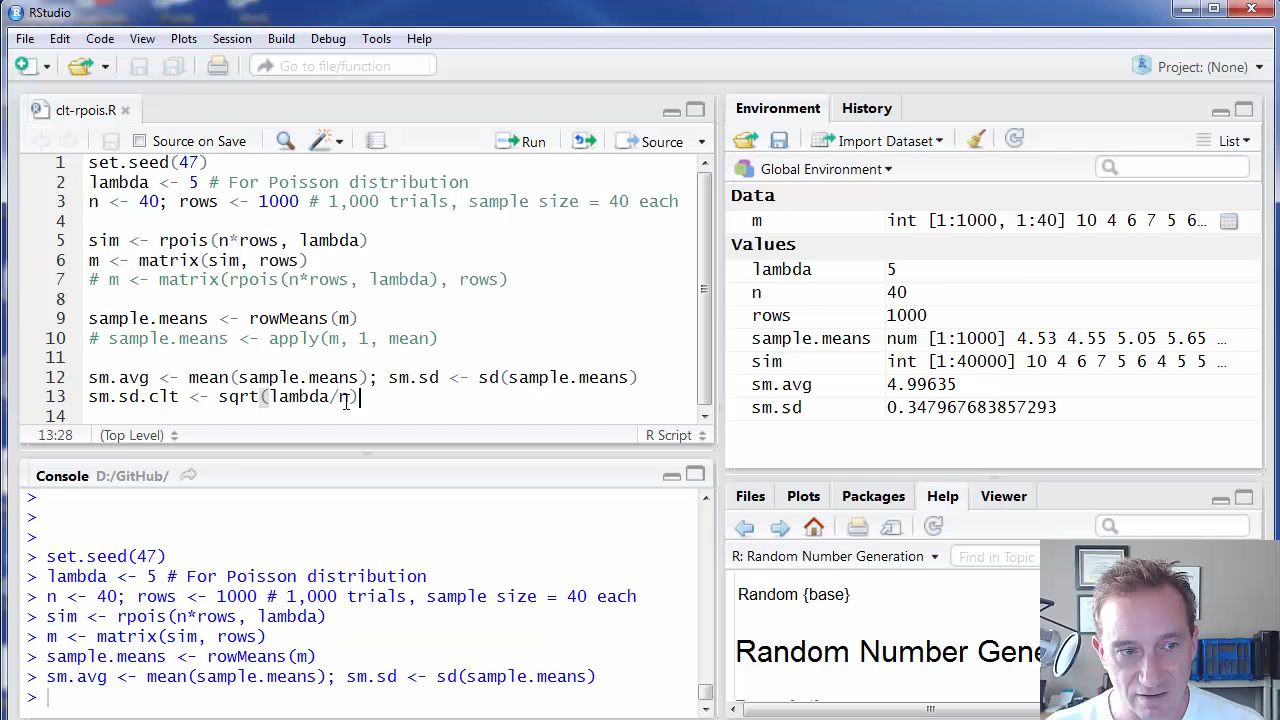 RStudio
File Edit Code View Plots Session Build Debug Tools Help
Go to file/function
Project: (None)
clt-rpois.R
Source on Save
Run
Source
1 set.seed(47)
2 lambda <- 5 # For Poisson distribution
3 n <- 40; rows <- 1000 # 1,000 trials, sample size = 40 each
4
5 sim <- rpois(n*rows, lambda)
6 m <- matrix(sim, rows)
7 # m <- matrix(rpois(n*rows, lambda), rows)
8
9 sample.means <- rowMeans(m)
10 # sample.means <- apply(m, 1, mean)
11
12 sm.avg <- mean(sample.means); sm.sd <- sd(sample.means)
13 sm.sd.clt <- sqrt(lambda/n)
14
13:28 (Top Level) R Script
Console D:/GitHub/
>
>
>
> set.seed(47)
> lambda <- 5 # For Poisson distribution
> n <- 40; rows <- 1000 # 1,000 trials, sample size = 40 each
> sim <- rpois(n*rows, lambda)
> m <- matrix(sim, rows)
> sample.means <- rowMeans(m)
> sm.avg <- mean(sample.means); sm.sd <- sd(sample.means)
>
Environment History
Import Dataset
List
Global Environment
Data
m int [1:1000, 1:40] 10 4 6 7 5 6...
Values
lambda 5
n 40
rows 1000
sample.means num [1:1000] 4.53 4.55 5.05 5.65 ...
sim int [1:40000] 10 4 6 7 6 4 5 5 ...
sm.avg 4.99635
sm.sd 0.347967683857293
Files Plots Packages Help Viewer
R: Random Number Generation Find in Topic
Random {base}
Random Number Gene